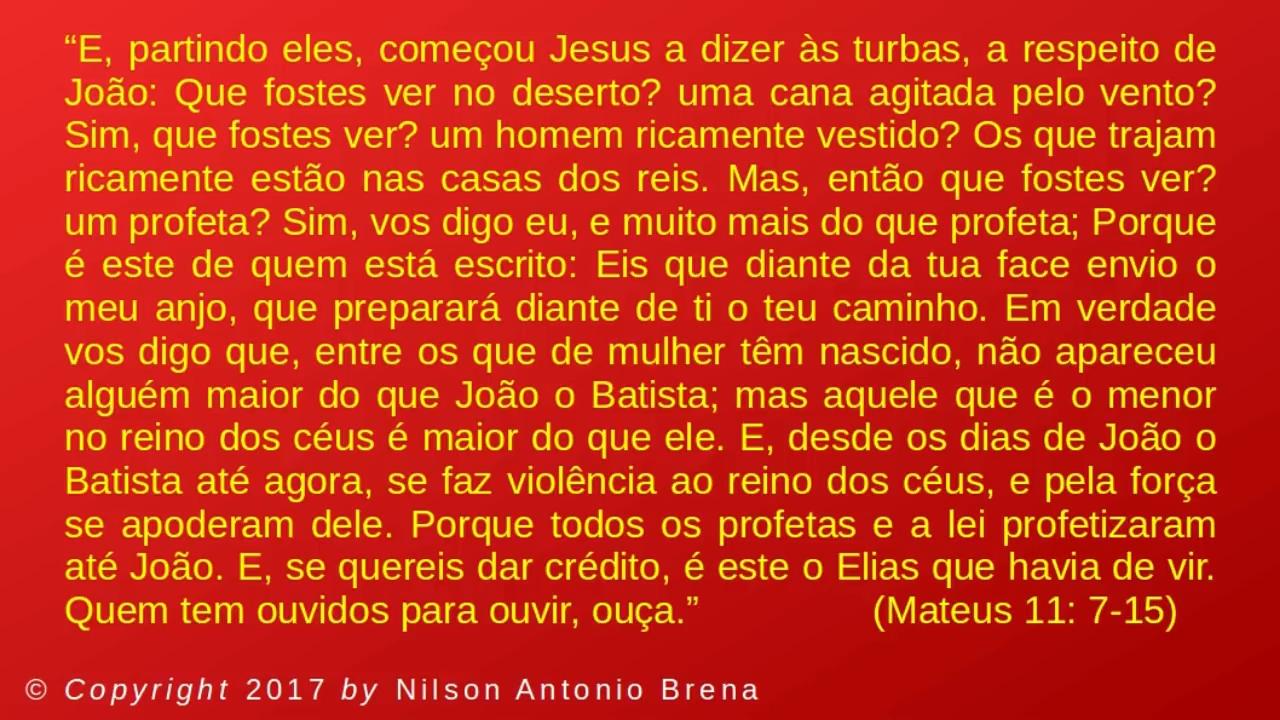 “E, partindo eles, começou Jesus a dizer às turbas, a respeito de
João: Que fostes ver no deserto? uma cana agitada pelo vento?
Sim, que fostes ver? um homem ricamente vestido? Os que trajam
ricamente estão nas casas dos reis. Mas, então que fostes ver?
um profeta? Sim, vos digo eu, e muito mais do que profeta; Porque
é este de quem está escrito: Eis que diante da tua face envio o
meu anjo, que preparará diante de ti o teu caminho. Em verdade
vos digo que, entre os que de mulher têm nascido, não apareceu
alguém maior do que João o Batista; mas aquele que é o menor
no reino dos céus é maior do que ele. E, desde os dias de João o
Batista até agora, se faz violência ao reino dos céus, e pela força
se apoderam dele. Porque todos os profetas e a lei profetizaram
até João. E, se quereis dar crédito, é este o Elias que havia de vir.
Quem tem ouvidos para ouvir, ouça.” (Mateus 11: 7-15)
© Copyright 2017 by Nilson Antonio Brena